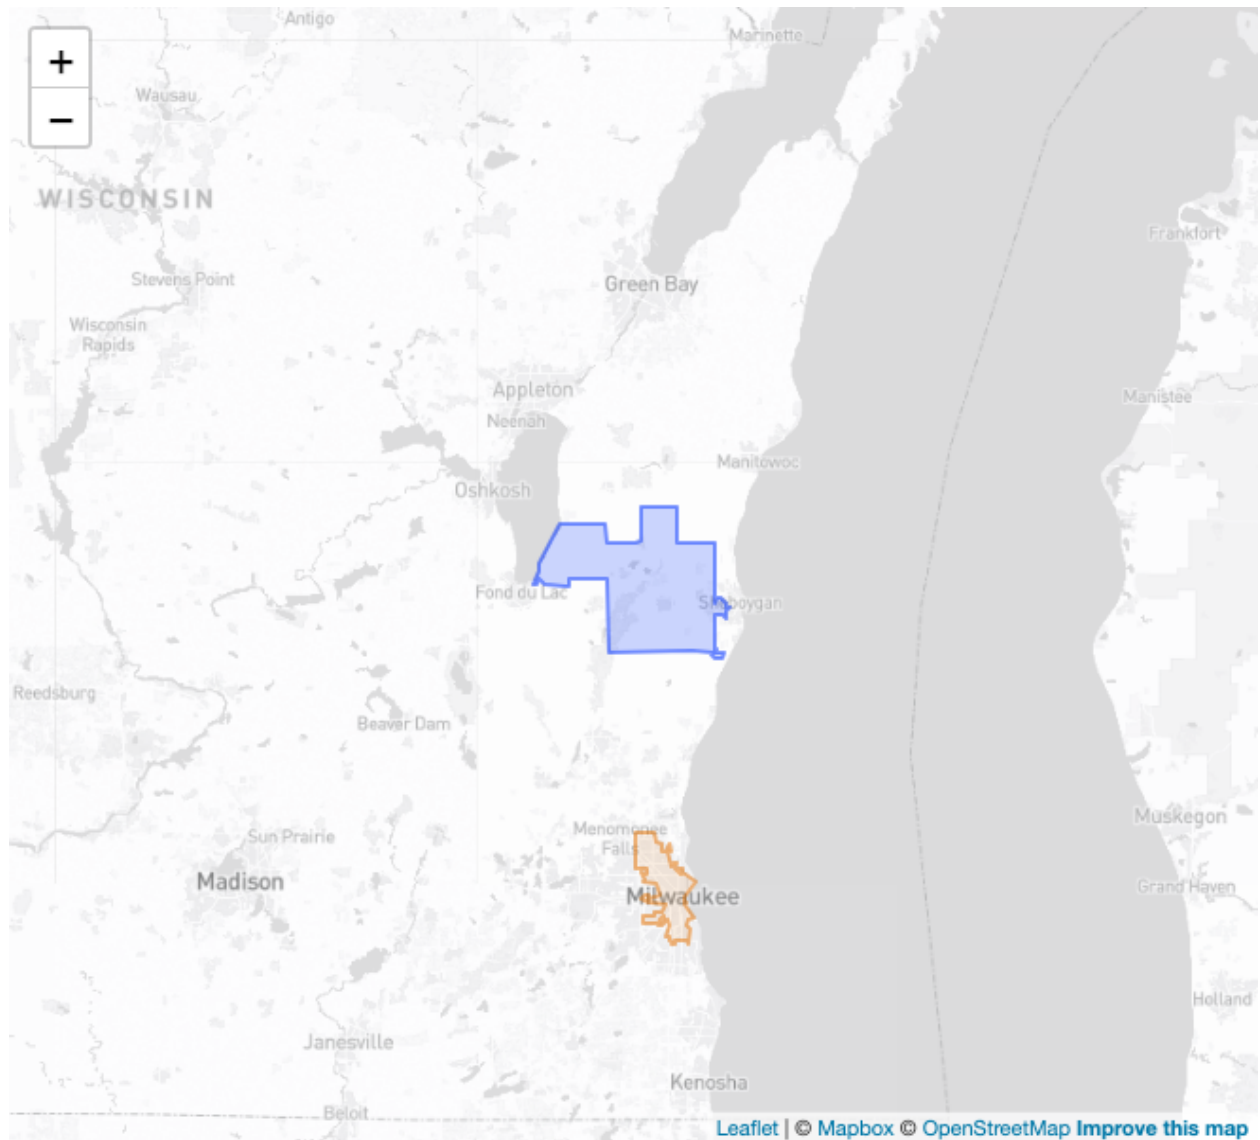 Antigo
Marinette
+
−
Wausau
WISCONSIN
Frankfort
Stevens Point
Green Bay
Wisconsin
Rapids
Appleton
Manistee
Neenah
Manitowoc
Oshkosh
Fond du Lac
Sheboygan
Reedsburg
Beaver Dam
Muskegon
Menomonee
Falls
Sun Prairie
Madison
Milwaukee
Grand Haven
Holland
Janesville
Kenosha
Beloit
Leaflet | © Mapbox © OpenStreetMap Improve this map